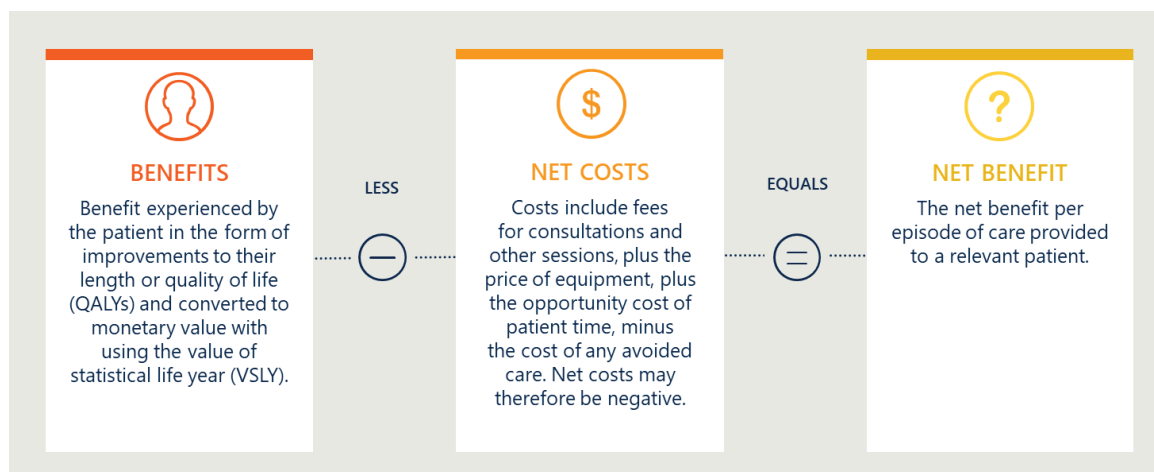 $
?
BENEFITS
Benefit experienced by
the patient in the form of
improvements to their
length or quality of life
(QALYs) and converted to
monetary value with
using the value of
statistical life year (VSLY).
LESS
NET COSTS
Costs include fees
for consultations and
other sessions, plus the
price of equipment, plus
the opportunity cost of
patient time, minus
the cost of any avoided
care. Net costs may
therefore be negative.
EQUALS
NET BENEFIT
The net benefit per
episode of care provided
to a relevant patient.